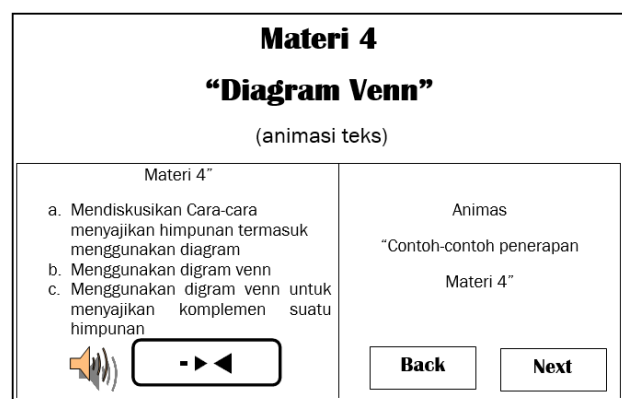 Materi 4
“Diagram Venn”
(animasi teks)
Materi 4”
a. Mendiskusikan Cara-cara
menyajikan himpunan termasuk
menggunakan diagram
b. Menggunakan digram venn
c. Menggunakan digram venn untuk
menyajikan komplemen suatu
himpunan
Animas
“Contoh-contoh penerapan
Materi 4”
Back
Next